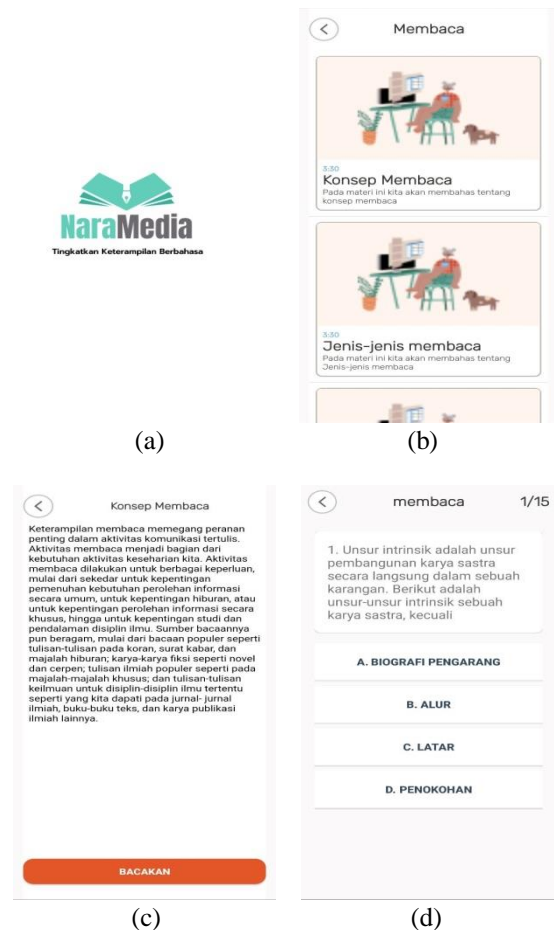 NaraMedia
Tingkatkan Keterampilan Berbahasa
(a)
Membaca
3:30
Konsep Membaca
Pada materi ini kita akan membahas tentang
konsep membaca
3:30
Jenis-jenis membaca
Pada materi ini kita akan membahas tentang
Jenis-jenis membaca
(b)
Konsep Membaca
Keterampilan membaca memegang peranan
penting dalam aktivitas komunikasi tertulis.
Aktivitas membaca menjadi bagian dari
kebutuhan aktivitas keseharian kita. Aktivitas
membaca dilakukan untuk berbagai keperluan,
mulai dari sekedar untuk kepentingan
pemenuhan kebutuhan perolehan informasi
secara umum, untuk kepentingan hiburan, atau
untuk kepentingan perolehan informasi secara
khusus, hingga untuk kepentingan studi dan
pendalaman disiplin ilmu. Sumber bacaannya
pun beragam, mulai dari bacaan populer seperti
tulisan-tulisan pada koran, surat kabar, dan
majalah hiburan; karya-karya fiksi seperti novel
dan cerpen; tulisan ilmiah populer seperti pada
majalah-majalah khusus; dan tulisan-tulisan
keilmuan untuk disiplin-disiplin ilmu tertentu
seperti yang kita dapati pada jurnal- jurnal
ilmiah, buku-buku teks, dan karya publikasi
ilmiah lainnya.
BACAKAN
(c)
membaca 1/15
1. Unsur intrinsik adalah unsur
pembangunan karya sastra
secara langsung dalam sebuah
karangan. Berikut adalah
unsur-unsur intrinsik sebuah
karya sastra, kecuali
A. BIOGRAFI PENGARANG
B. ALUR
C. LATAR
D. PENOKOHAN
(d)